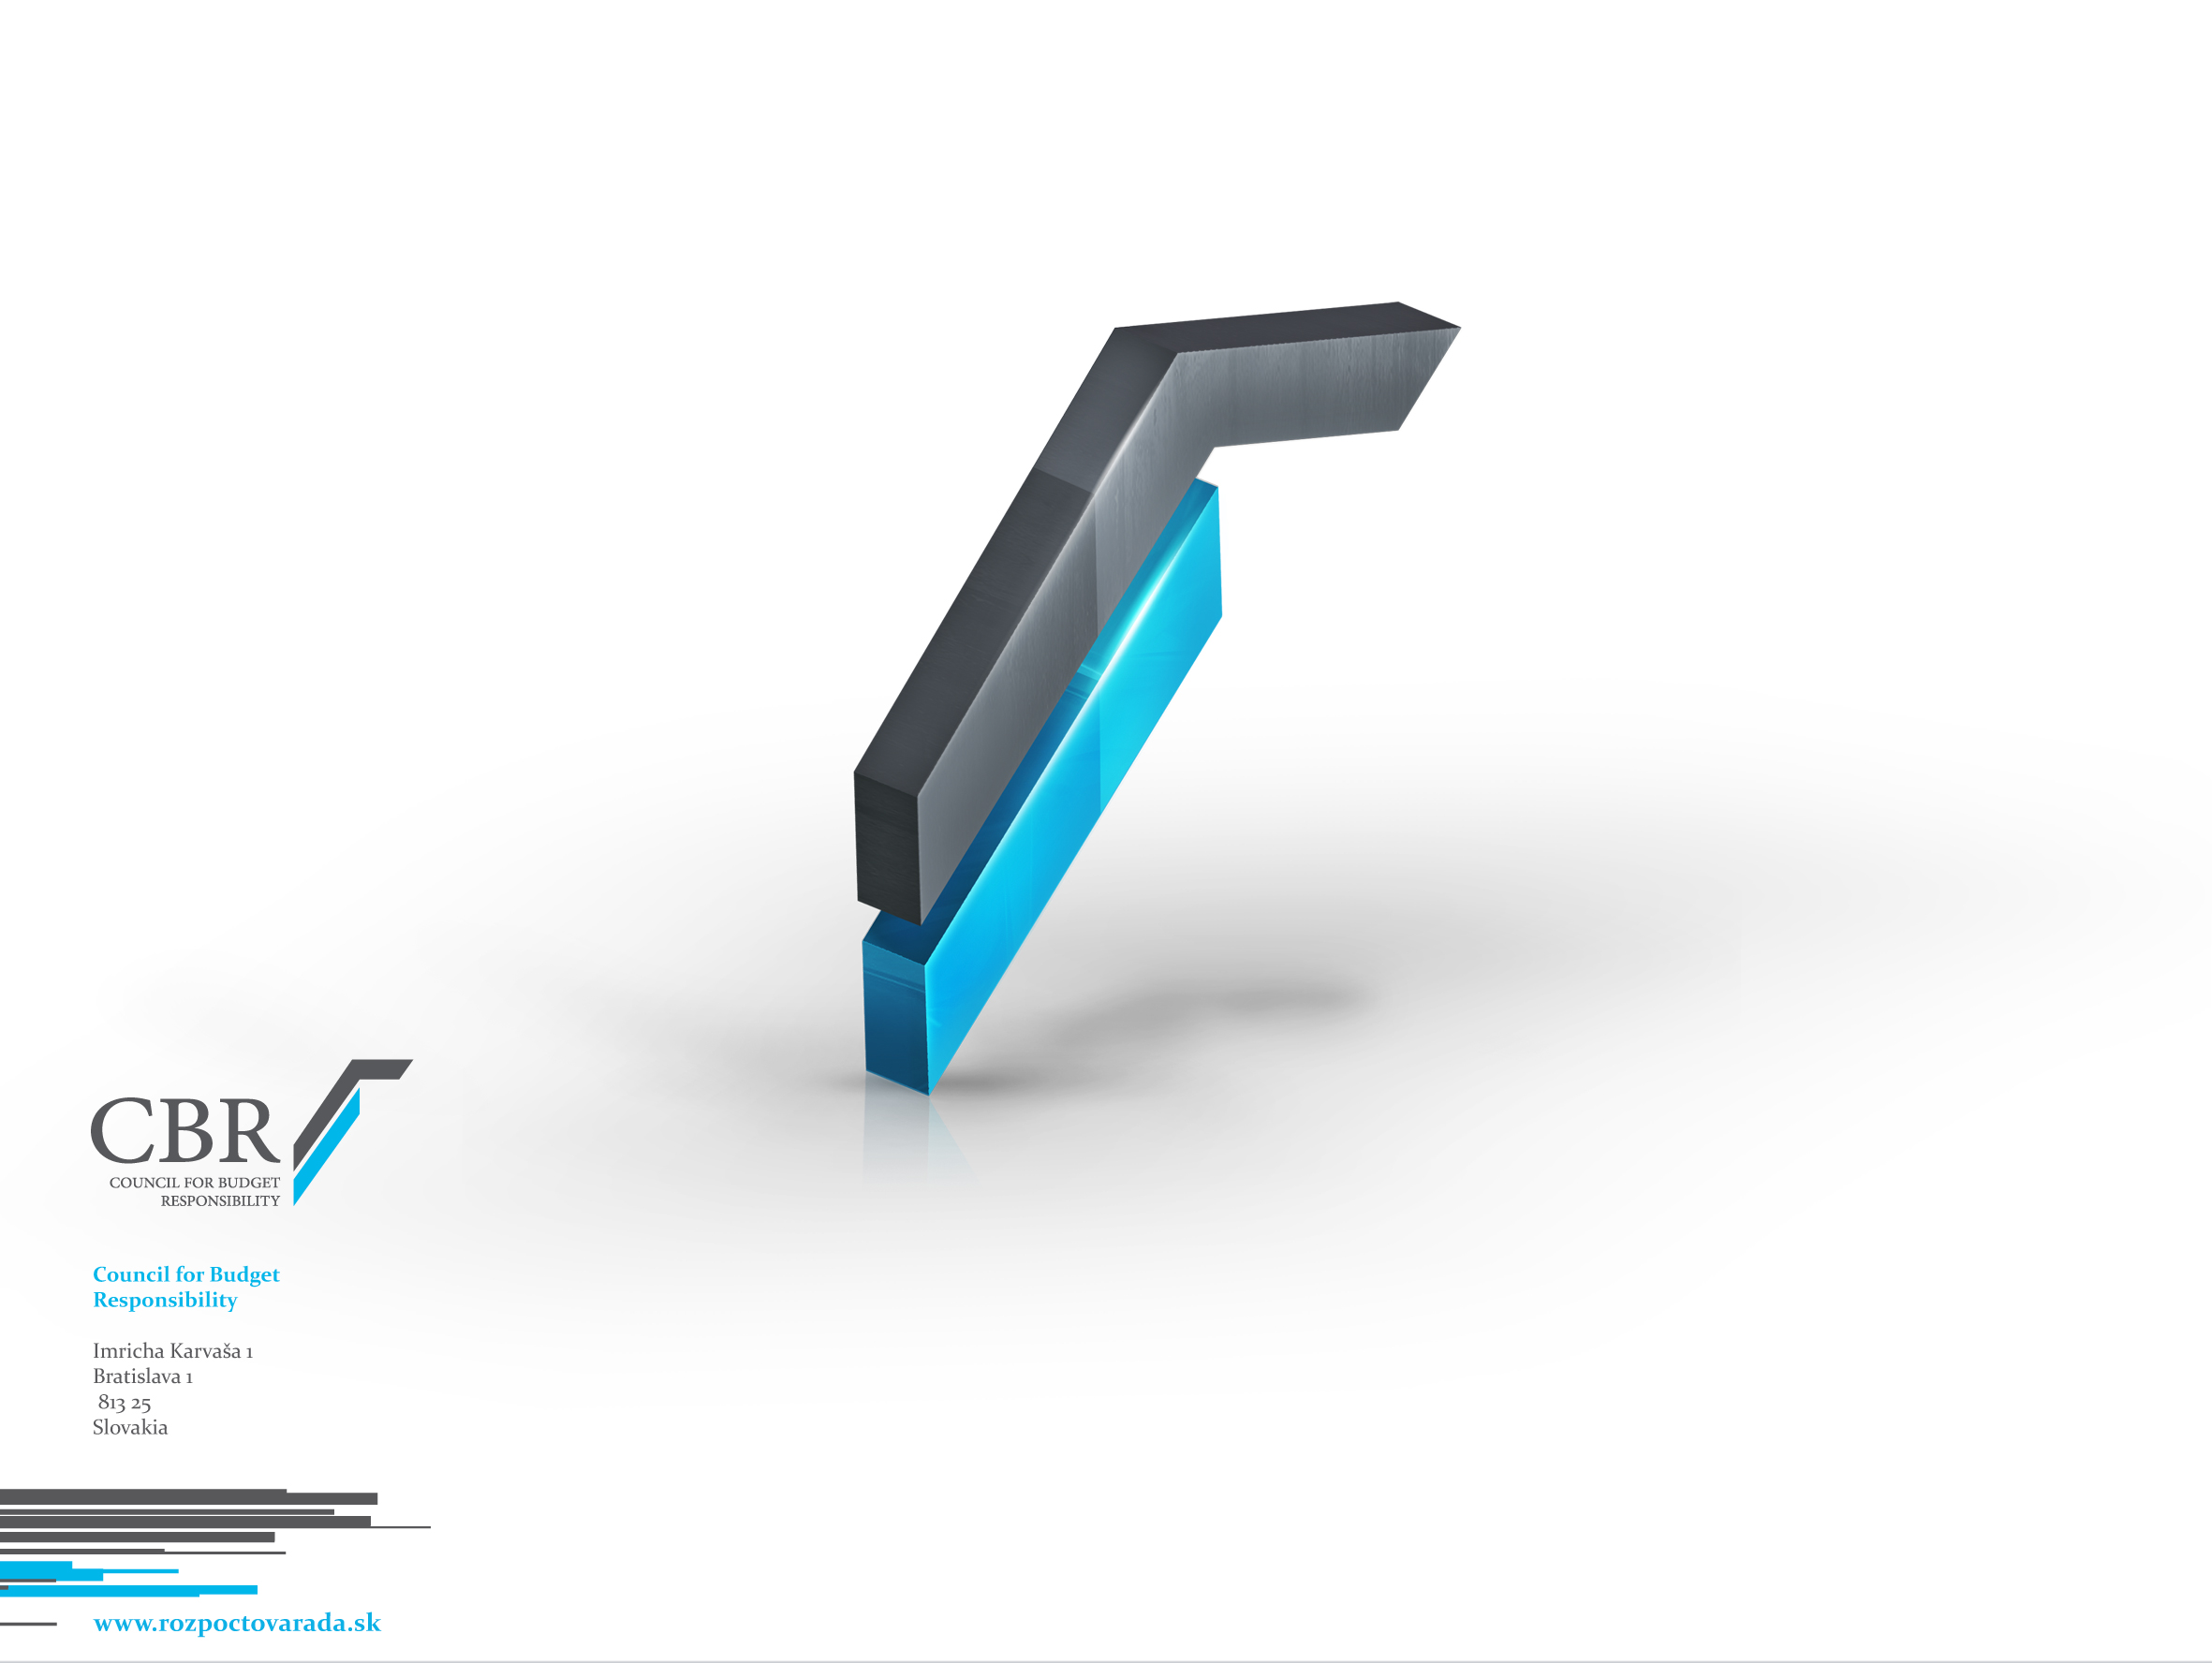 CBR
COUNCIL FOR BUDGET
RESPONSIBILITY
Council for Budget
Responsibility
Imricha Karvaša 1
Bratislava 1
813 25
Slovakia
www.rozpoctovarada.sk